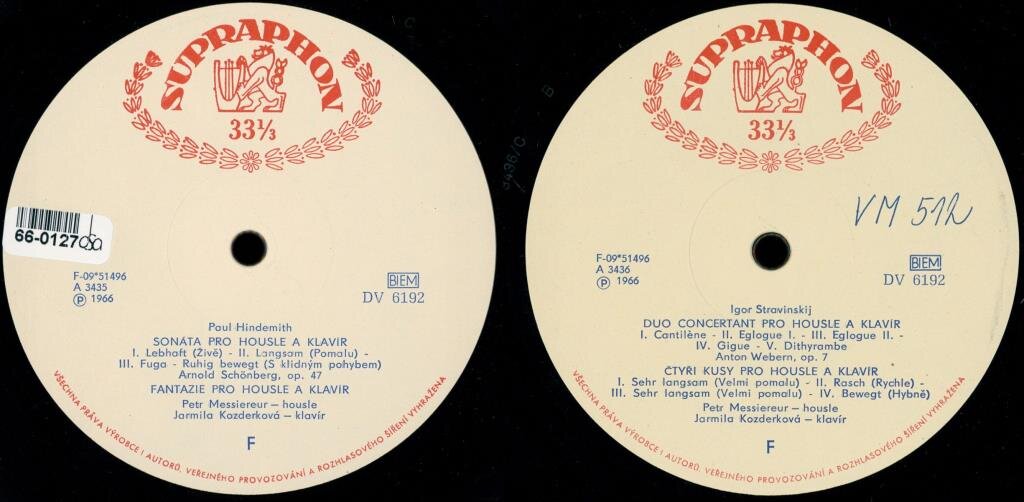 SUPRAPHON
33⅓
66-0127
F-09*51496
A 3435
Ⓟ 1966
BIEM
DV 6192
Paul Hindemith
SONÁTA PRO HOUSLE A KLAVÍR
I. Lebhaft (Živě) - II. Langsam (Pomalu) -
III. Fuga - Ruhig bewegt (S klidným pohybem)
Arnold Schönberg, op. 47
FANTAZIE PRO HOUSLE A KLAVÍR
Petr Messiereur – housle
Jarmila Kozderková – klavír
F
VŠECHNA PRÁVA VÝROBCE I AUTORŮ, VEŘEJNÉHO PROVOZOVÁNÍ A ROZHLASOVÉHO ŠÍŘENÍ VYHRAŽENA
3436/C
B
C
SUPRAPHON
33⅓
VM 512
F-09*51496
A 3436
Ⓟ 1966
BIEM
DV 6192
Igor Stravinskij
DUO CONCERTANT PRO HOUSLE A KLAVÍR
I. Cantilène - II. Eglogue I. - III. Eglogue II. -
IV. Gigue - V. Dithyrambe
Anton Webern, op. 7
ČTYŘI KUSY PRO HOUSLE A KLAVÍR
I. Sehr langsam (Velmi pomalu) - II. Rasch (Rychle) -
III. Sehr langsam (Velmi pomalu) - IV. Bewegt (Hybně)
Petr Messiereur – housle
Jarmila Kozderková – klavír
F
VŠECHNA PRÁVA VÝROBCE I AUTORŮ, VEŘEJNÉHO PROVOZOVÁNÍ A ROZHLASOVÉHO ŠÍŘENÍ VYHRAŽENA